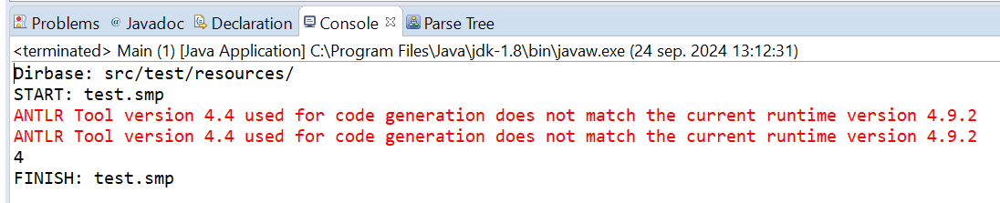 Problems @ Javadoc Declaration Console Parse Tree
<terminated> Main (1) [Java Application] C:\Program Files\Java\jdk-1.8\bin\javaw.exe (24 sep. 2024 13:12:31)
Dirbase: src/test/resources/
START: test.smp
ANTLR Tool version 4.4 used for code generation does not match the current runtime version 4.9.2
ANTLR Tool version 4.4 used for code generation does not match the current runtime version 4.9.2
4
FINISH: test.smp